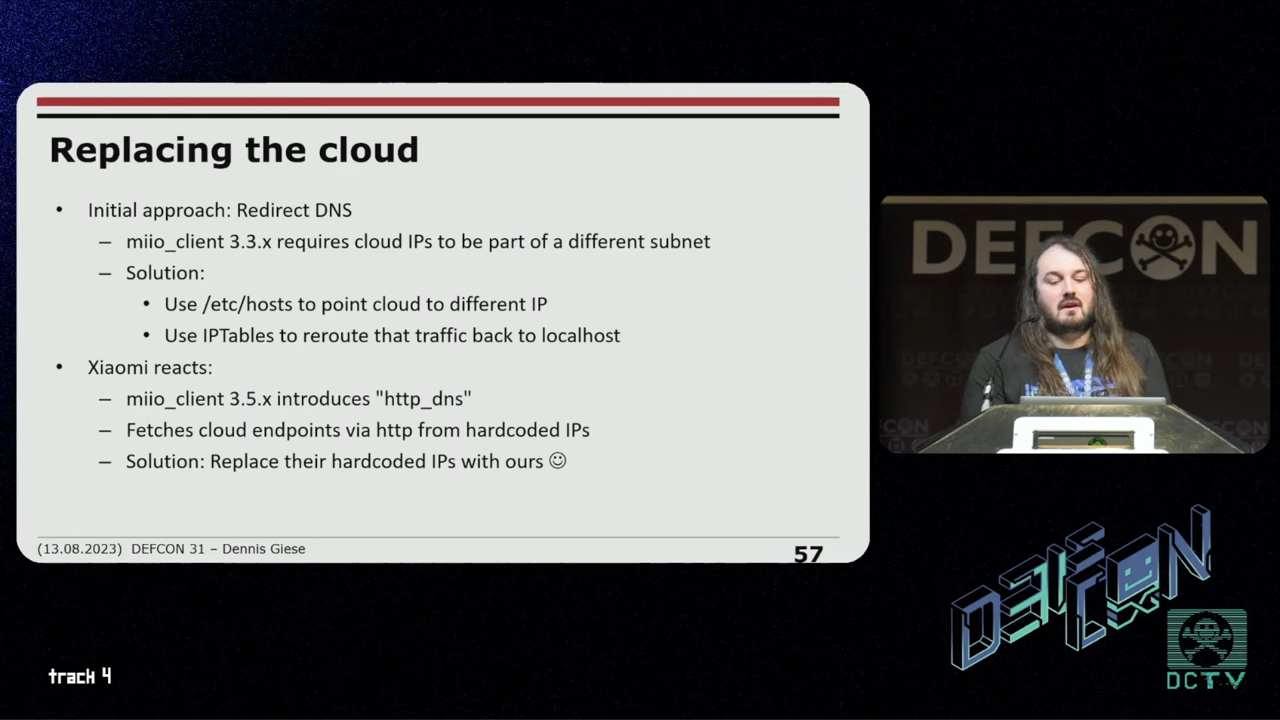 Replacing the cloud
• Initial approach: Redirect DNS
– miio_client 3.3.x requires cloud IPs to be part of a different subnet
– Solution:
• Use /etc/hosts to point cloud to different IP
• Use IPTables to reroute that traffic back to localhost
• Xiaomi reacts:
– miio_client 3.5.x introduces "http_dns"
– Fetches cloud endpoints via http from hardcoded IPs
– Solution: Replace their hardcoded IPs with ours ☺
(13.08.2023) DEFCON 31 – Dennis Giese
57
DEFCON
DEFCON
track 4
DCTV